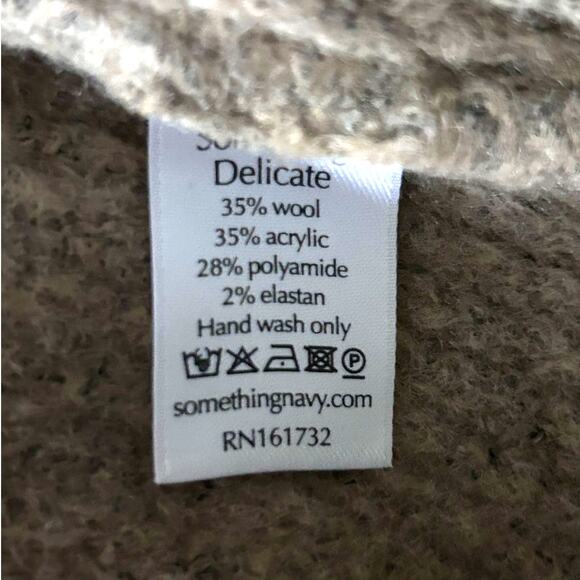 Delicate
35% wool
35% acrylic
28% polyamide
2% elastan
Hand wash only
P
somethingnavy.com
RN161732